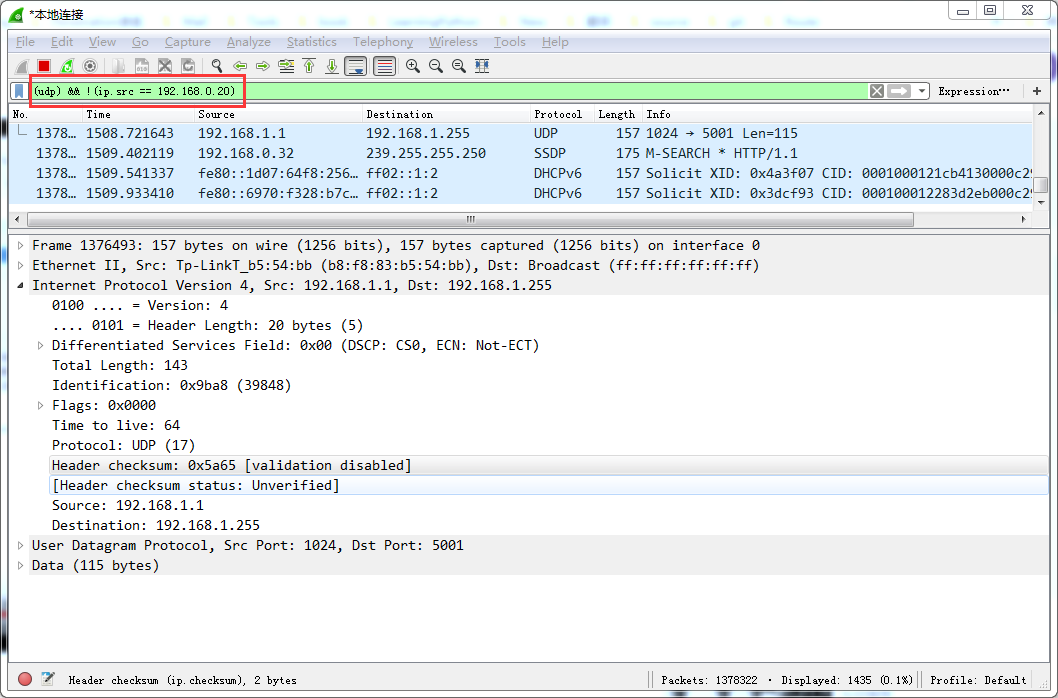 *本地连接
File Edit View Go Capture Analyze Statistics Telephony Wireless Tools Help
(udp) && !(ip.src == 192.168.0.20) Expression… +
No. Time Source Destination Protocol Length Info
1378… 1508.721643 192.168.1.1 192.168.1.255 UDP 157 1024 → 5001 Len=115
1378… 1509.402119 192.168.0.32 239.255.255.250 SSDP 175 M-SEARCH * HTTP/1.1
1378… 1509.541337 fe80::1d07:64f8:256… ff02::1:2 DHCPv6 157 Solicit XID: 0x4a3f07 CID: 0001000121cb4130000c29
1378… 1509.933410 fe80::6970:f328:b7c… ff02::1:2 DHCPv6 157 Solicit XID: 0x3dcf93 CID: 000100012283d2eb000c29
Frame 1376493: 157 bytes on wire (1256 bits), 157 bytes captured (1256 bits) on interface 0
Ethernet II, Src: Tp-LinkT_b5:54:bb (b8:f8:83:b5:54:bb), Dst: Broadcast (ff:ff:ff:ff:ff:ff)
Internet Protocol Version 4, Src: 192.168.1.1, Dst: 192.168.1.255
0100 .... = Version: 4
.... 0101 = Header Length: 20 bytes (5)
Differentiated Services Field: 0x00 (DSCP: CS0, ECN: Not-ECT)
Total Length: 143
Identification: 0x9ba8 (39848)
Flags: 0x0000
Time to live: 64
Protocol: UDP (17)
Header checksum: 0x5a65 [validation disabled]
[Header checksum status: Unverified]
Source: 192.168.1.1
Destination: 192.168.1.255
User Datagram Protocol, Src Port: 1024, Dst Port: 5001
Data (115 bytes)
Header checksum (ip.checksum), 2 bytes Packets: 1378322 · Displayed: 1435 (0.1%) Profile: Default